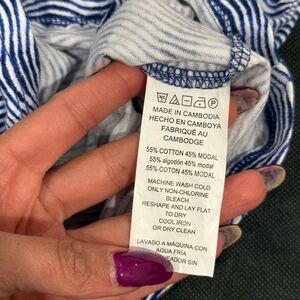 MADE IN CAMBODIA
HECHO EN CAMBOYA
FABRIQUÉ AU
CAMBODGE
55% COTTON 45% MODAL
55% algodón 45% modal
55% COTON 45% MODAL
MACHINE WASH COLD
ONLY NON-CHLORINE
BLEACH
RESHAPE AND LAY FLAT
TO DRY
COOL IRON
OR DRY CLEAN
LAVADO A MÁQUINA CON
AGUA FRÍA
SIN